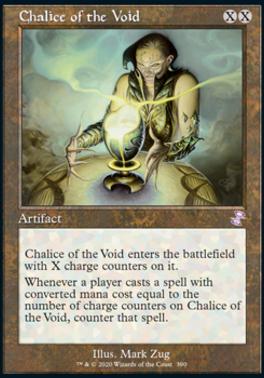 Chalice of the Void XX
Artifact
Chalice of the Void enters the battlefield
with X charge counters on it.
Whenever a player casts a spell with
converted mana cost equal to the
number of charge counters on Chalice of
the Void, counter that spell.
Illus. Mark Zug
™ & © 2020 Wizards of the Coast 390